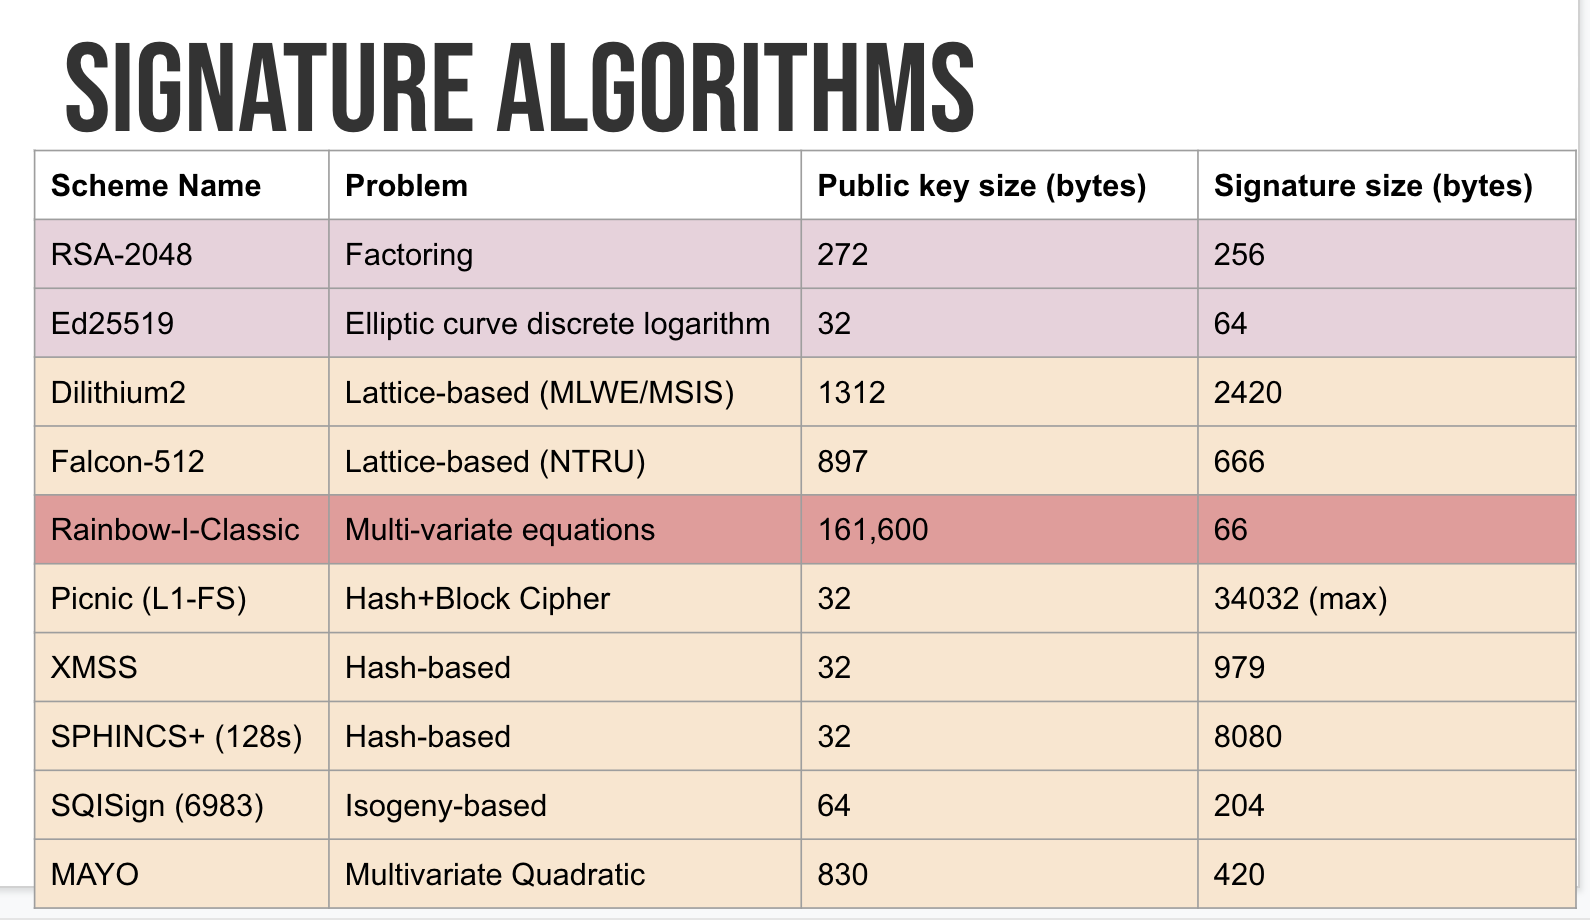 SIGNATURE ALGORITHMS
Scheme Name Problem Public key size (bytes) Signature size (bytes)
RSA-2048 Factoring 272 256
Ed25519 Elliptic curve discrete logarithm 32 64
Dilithium2 Lattice-based (MLWE/MSIS) 1312 2420
Falcon-512 Lattice-based (NTRU) 897 666
Rainbow-I-Classic Multi-variate equations 161,600 66
Picnic (L1-FS) Hash+Block Cipher 32 34032 (max)
XMSS Hash-based 32 979
SPHINCS+ (128s) Hash-based 32 8080
SQISign (6983) Isogeny-based 64 204
MAYO Multivariate Quadratic 830 420